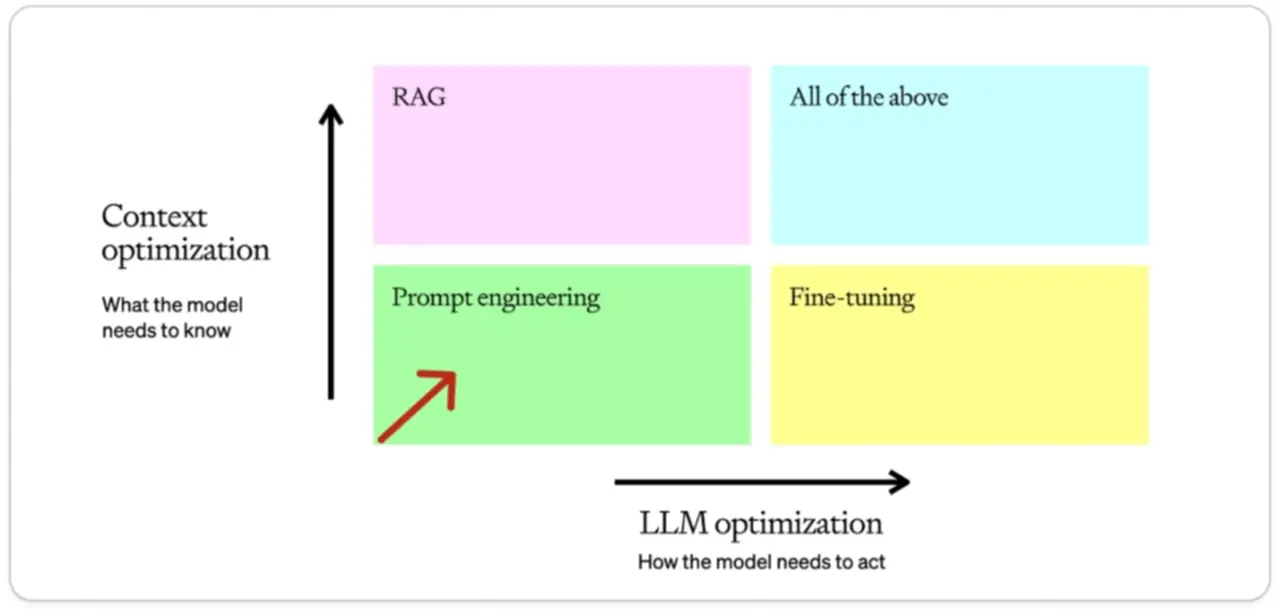 RAG
All of the above
Context
optimization
What the model
needs to know
Prompt engineering
Fine-tuning
LLM optimization
How the model needs to act